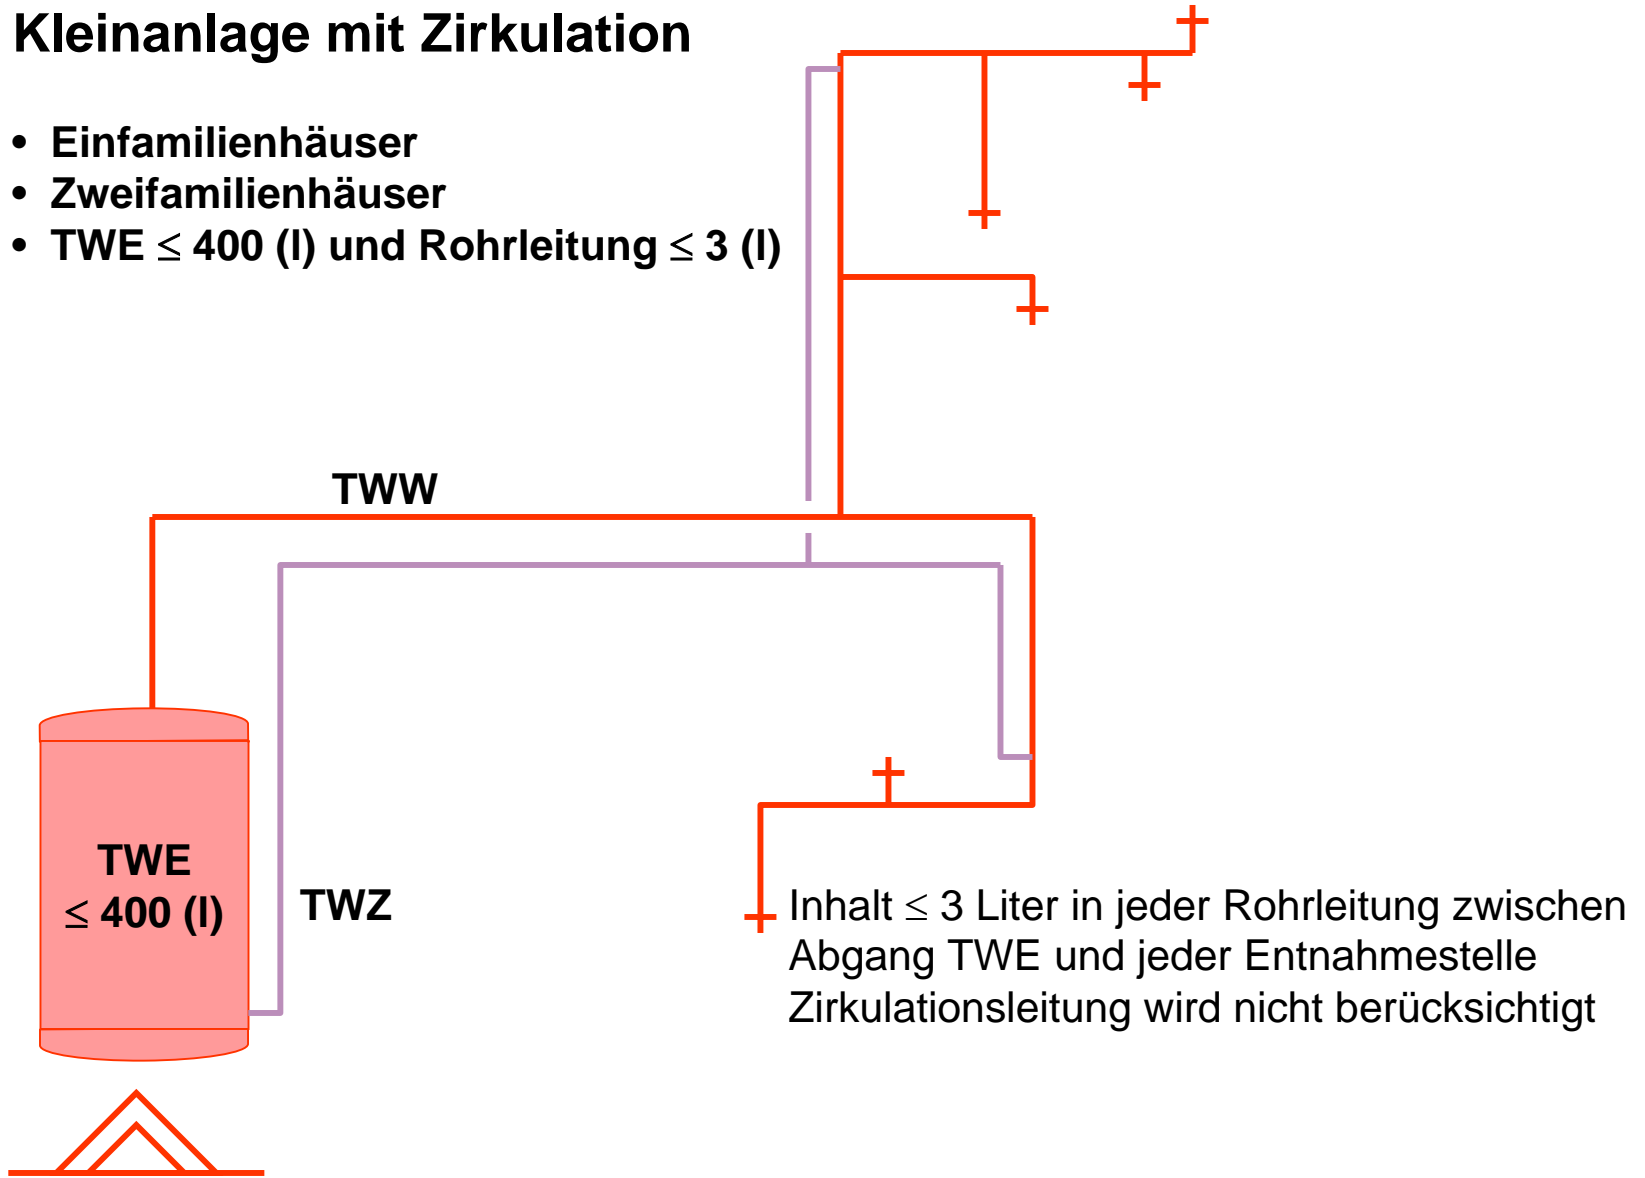 Kleinanlage mit Zirkulation
• Einfamilienhäuser
• Zweifamilienhäuser
• TWE ≤ 400 (l) und Rohrleitung ≤ 3 (l)
TWW
TWE
≤ 400 (l)
TWZ
Inhalt ≤ 3 Liter in jeder Rohrleitung zwischen
Abgang TWE und jeder Entnahmestelle
Zirkulationsleitung wird nicht berücksichtigt